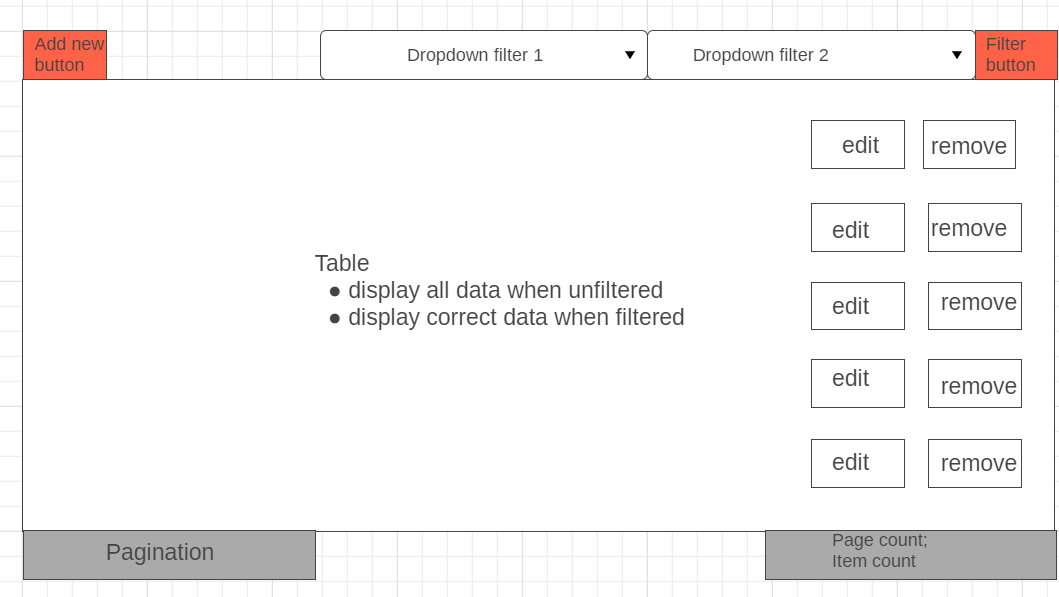 Add new
button
Dropdown filter 1
Dropdown filter 2
Filter
button
edit
remove
edit
remove
Table
● display all data when unfiltered
● display correct data when filtered
edit
remove
edit
remove
edit
remove
Pagination
Page count;
Item count